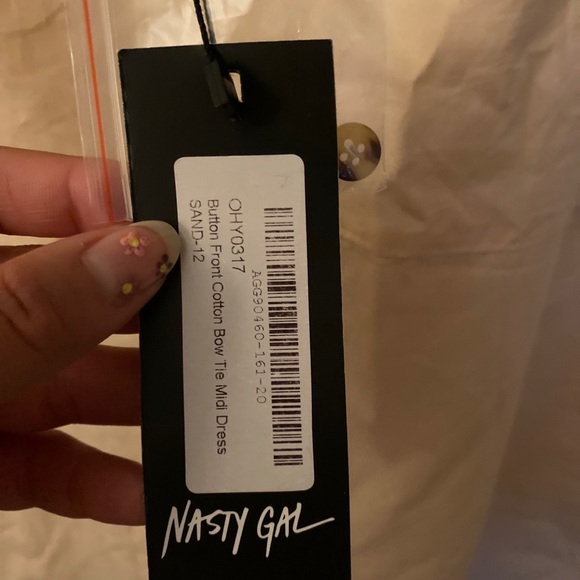 OHY0317
Button Front Cotton Bow Tie Midi Dress
SAND-12
AGG90460-161-20
NASTY GAL